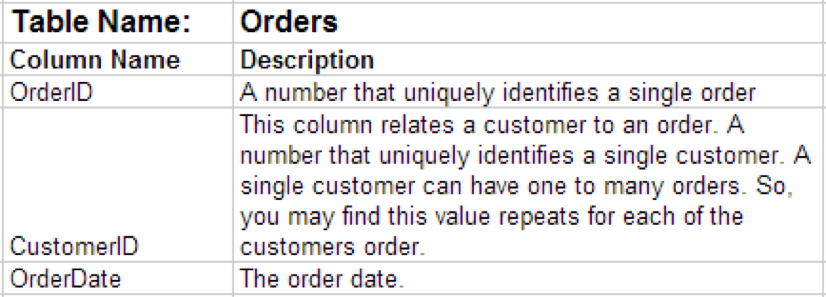 Table Name: Orders
Column Name Description
OrderID A number that uniquely identifies a single order
This column relates a customer to an order. A
number that uniquely identifies a single customer. A
single customer can have one to many orders. So,
you may find this value repeats for each of the
CustomerID customers order.
OrderDate The order date.